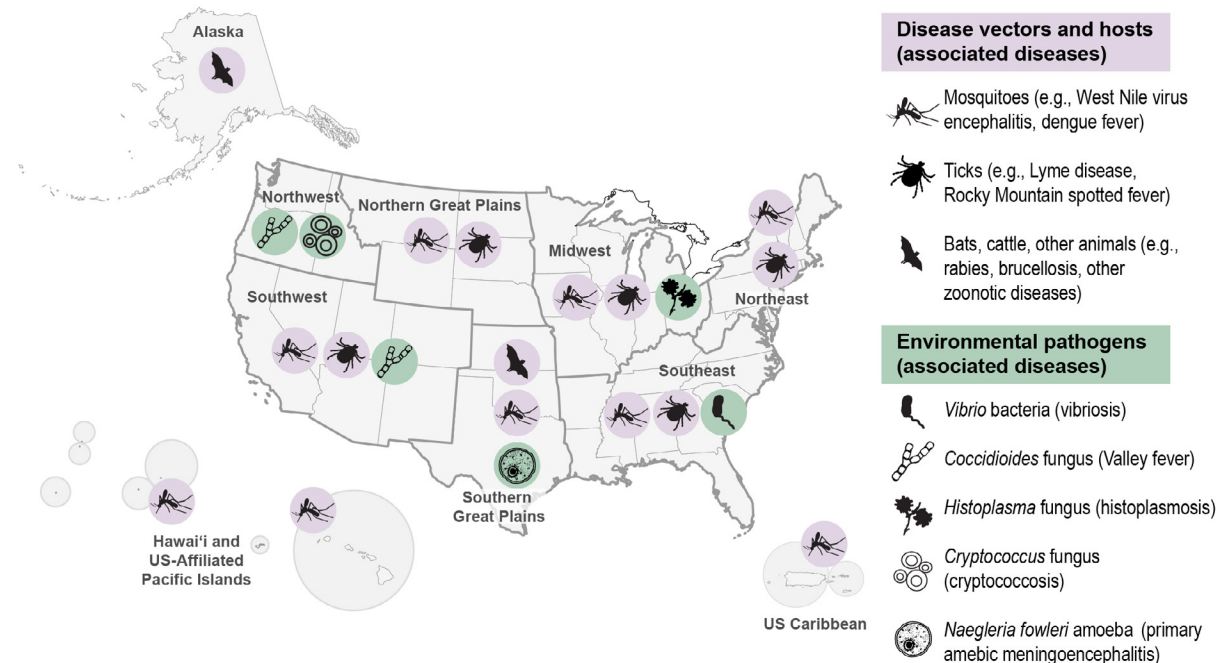 Alaska
Northwest
Northern Great Plains
Midwest
Northeast
Southwest
Southeast
Southern
Great Plains
Hawaiʻi and
US-Affiliated
Pacific Islands
US Caribbean
Disease vectors and hosts
(associated diseases)
Mosquitoes (e.g., West Nile virus
encephalitis, dengue fever)
Ticks (e.g., Lyme disease,
Rocky Mountain spotted fever)
Bats, cattle, other animals (e.g.,
rabies, brucellosis, other
zoonotic diseases)
Environmental pathogens
(associated diseases)
Vibrio bacteria (vibriosis)
Coccidioides fungus (Valley fever)
Histoplasma fungus (histoplasmosis)
Cryptococcus fungus
(cryptococcosis)
Naegleria fowleri amoeba (primary
amebic meningoencephalitis)